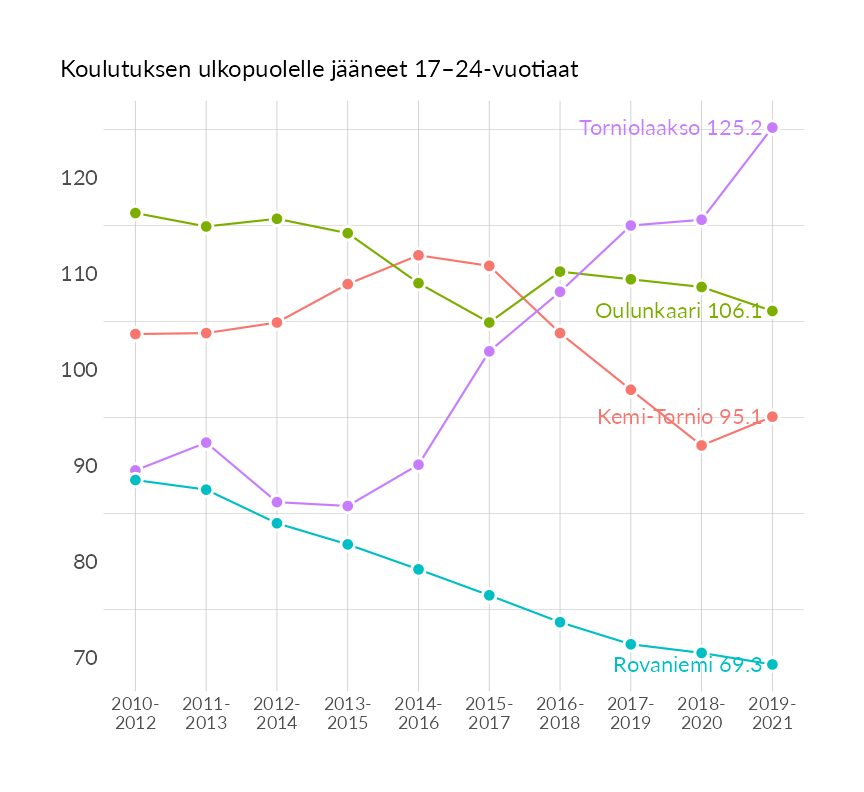 Koulutuksen ulkopuolelle jääneet 17–24-vuotiaat
Torniolaakso 125.2
120
110
Oulunkaari 106.1
100
Kemi-Tornio 95.1
90
80
70
Rovaniemi 69.3
2010- 2011- 2012- 2013- 2014- 2015- 2016- 2017- 2018- 2019-
2012 2013 2014 2015 2016 2017 2018 2019 2020 2021